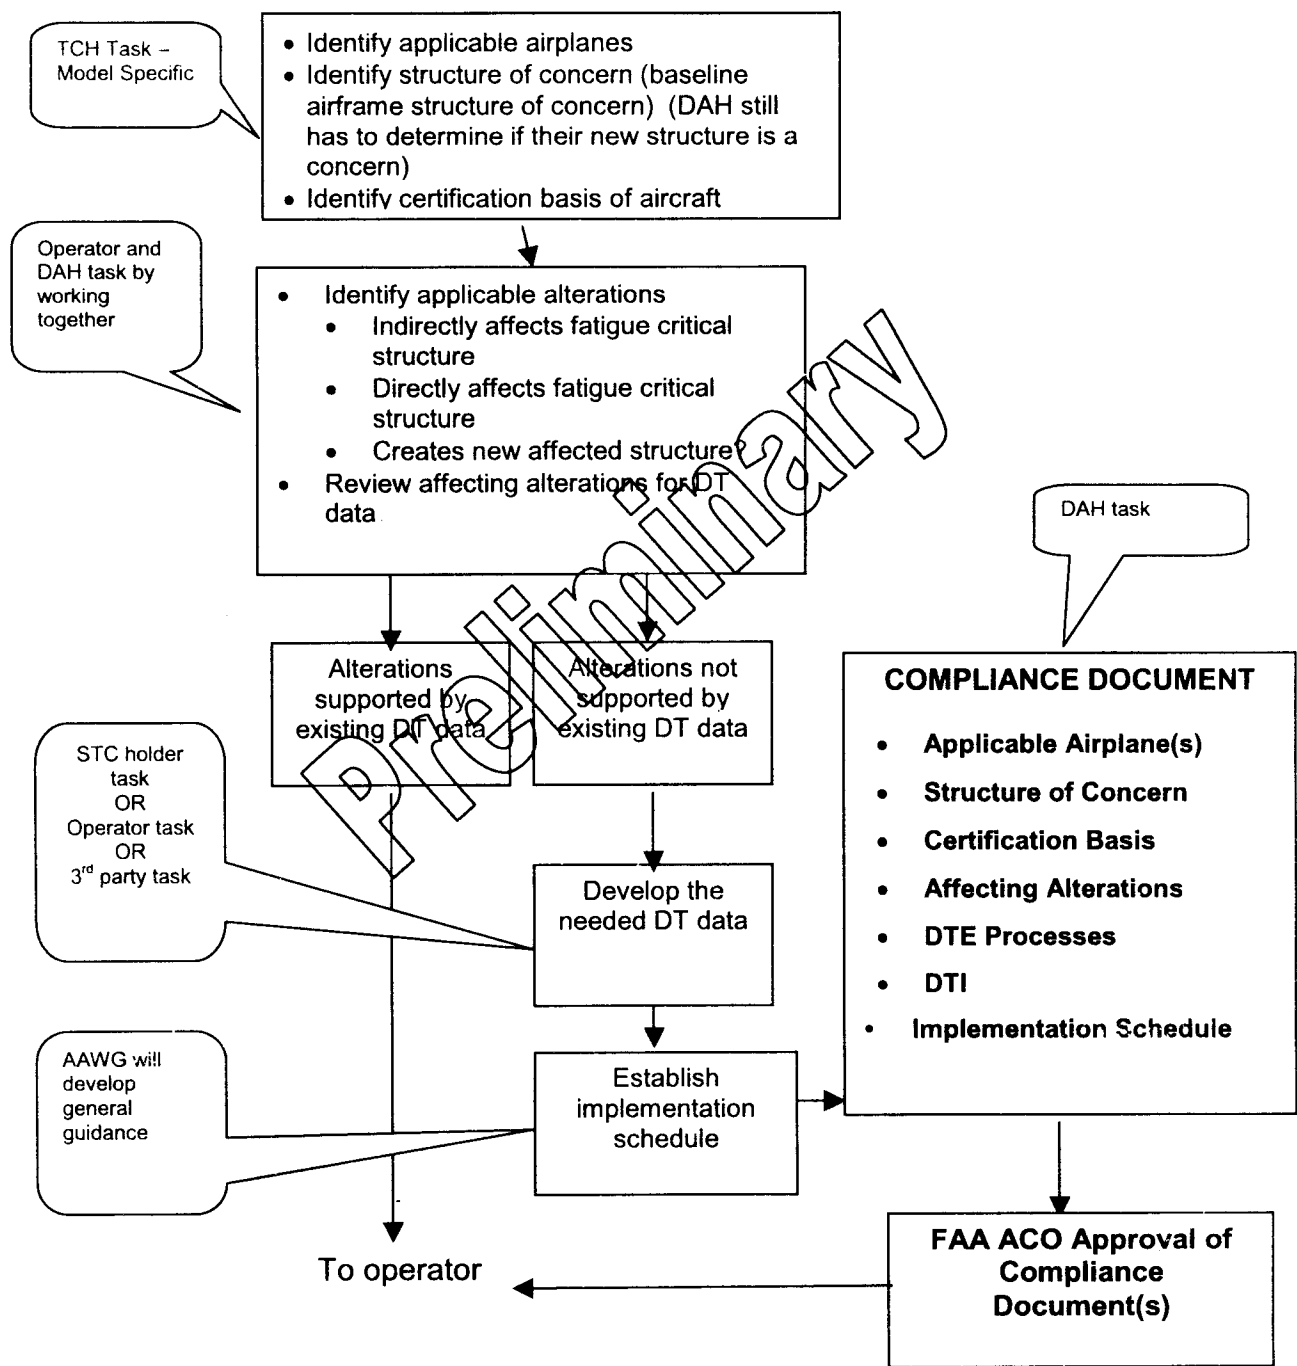 TCH Task –
Model Specific
• Identify applicable airplanes
• Identify structure of concern (baseline
airframe structure of concern)  (DAH still
has to determine if their new structure is a
concern)
• Identify certification basis of aircraft
Operator and
DAH task by
working
together
• Identify applicable alterations
• Indirectly affects fatigue critical
structure
• Directly affects fatigue critical
structure
• Creates new affected structure?
• Review affecting alterations for DT
data
Preliminary
DAH task
Alterations
supported by
existing DT data
Alterations not
supported by
existing DT data
STC holder
task
OR
Operator task
OR
3rd party task
Develop the
needed DT data
AAWG will
develop
general
guidance
Establish
implementation
schedule
COMPLIANCE DOCUMENT
• Applicable Airplane(s)
• Structure of Concern
• Certification Basis
• Affecting Alterations
• DTE Processes
• DTI
• Implementation Schedule
To operator
FAA ACO Approval of
Compliance
Document(s)